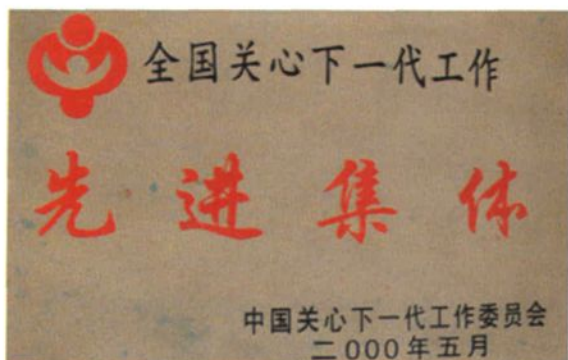 全国关心下一代工作
先进集体
中国关心下一代工作委员会
二000年五月